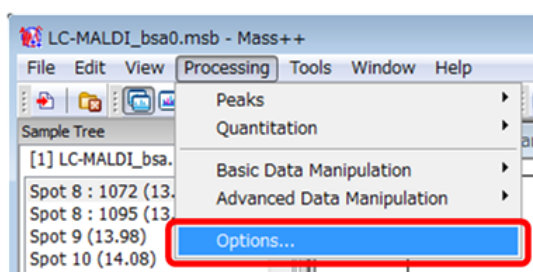 LC-MALDI_bsa0.msb - Mass++
File Edit View Processing Tools Window Help
Peaks
Quantitation
Sample Tree
[1] LC-MALDI_bsa.
Basic Data Manipulation
Spot 8 : 1072 (13.
Advanced Data Manipulation
Spot 8 : 1095 (13.
Spot 9 (13.98)
Options...
Spot 10 (14.08)